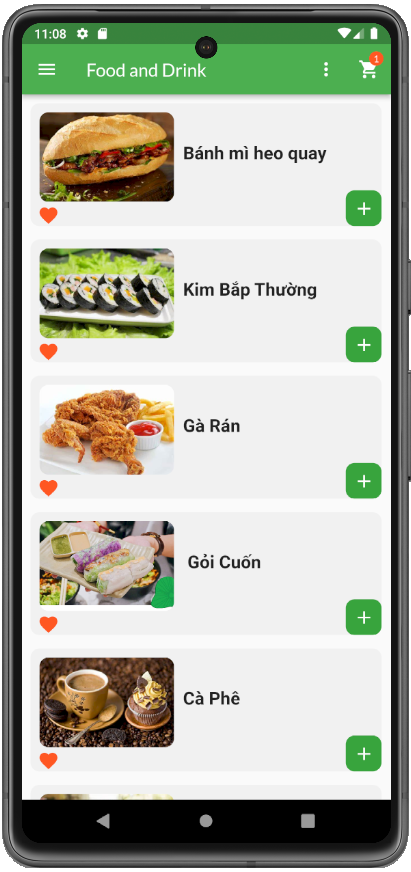 11:08
Food and Drink
1
Bánh mì heo quay
Kim Bắp Thường
Gà Rán
Gỏi Cuốn
Cà Phê